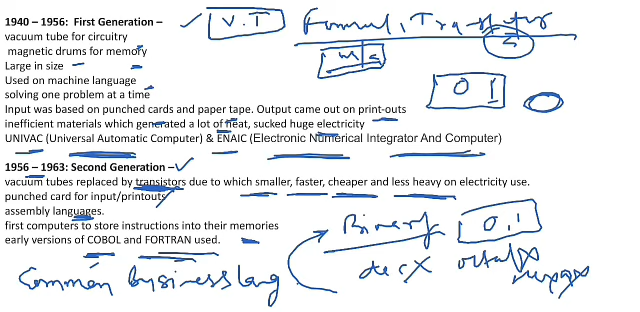 1940 – 1956:  First Generation –
V.T
vacuum tube for circuitry
magnetic drums for memory
Large in size
Used on machine language
0 1
solving one problem at a time
Input was based on punched cards and paper tape. Output came out on print-outs
inefficient materials which generated a lot of heat, sucked huge electricity
UNIVAC (Universal Automatic Computer) & ENAIC (Electronic Numerical Integrator And Computer)
1956 – 1963: Second Generation –
vacuum tubes replaced by transistors due to which smaller, faster, cheaper and less heavy on electricity use.
punched card for input/printouts
assembly languages.
first computers to store instructions into their memories
Binary 0,1
early versions of COBOL and FORTRAN used.
Common business lang